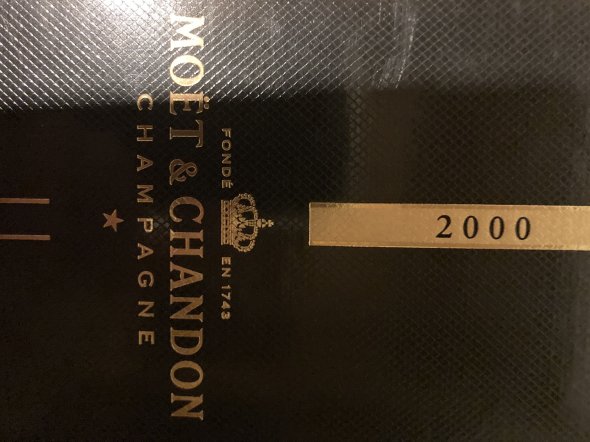 2000
FONDÉ EN 1743
MOËT & CHANDON
CHAMPAGNE